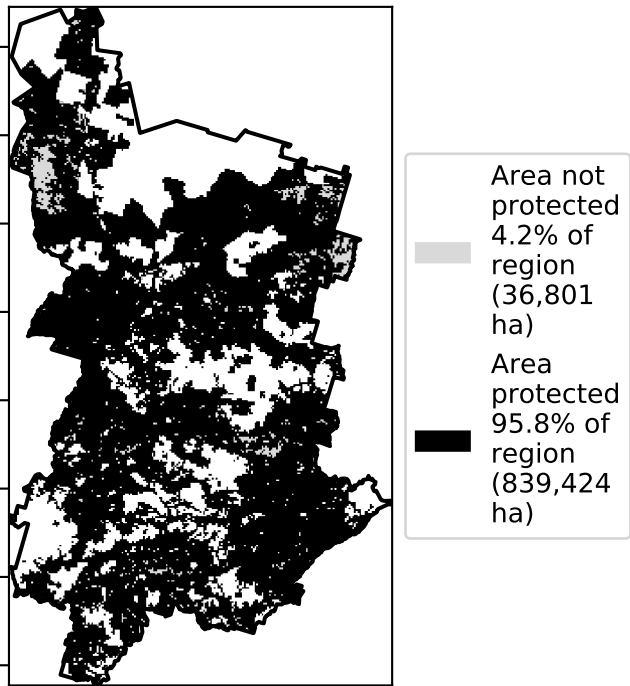 Area not
protected
4.2% of
region
(36,801
ha)
Area
protected
95.8% of
region
(839,424
ha)